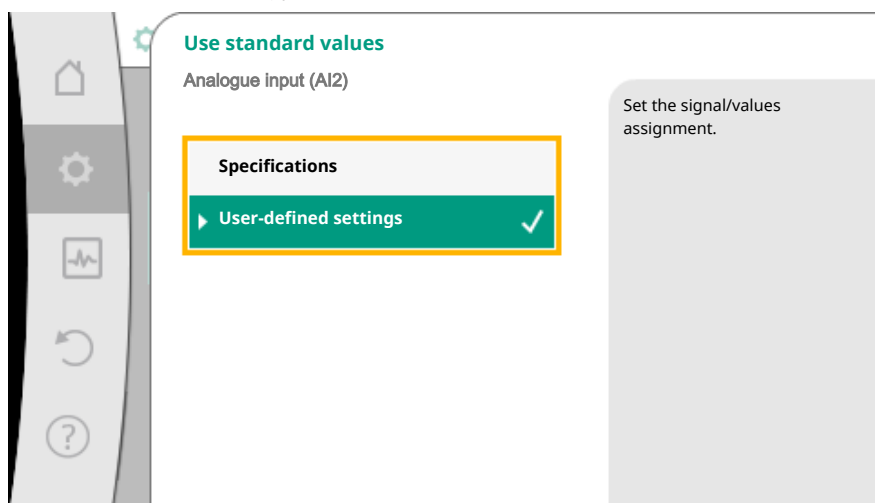 Use standard values
Analogue input (AI2)
Set the signal/values
assignment.
Specifications
User-defined settings
?